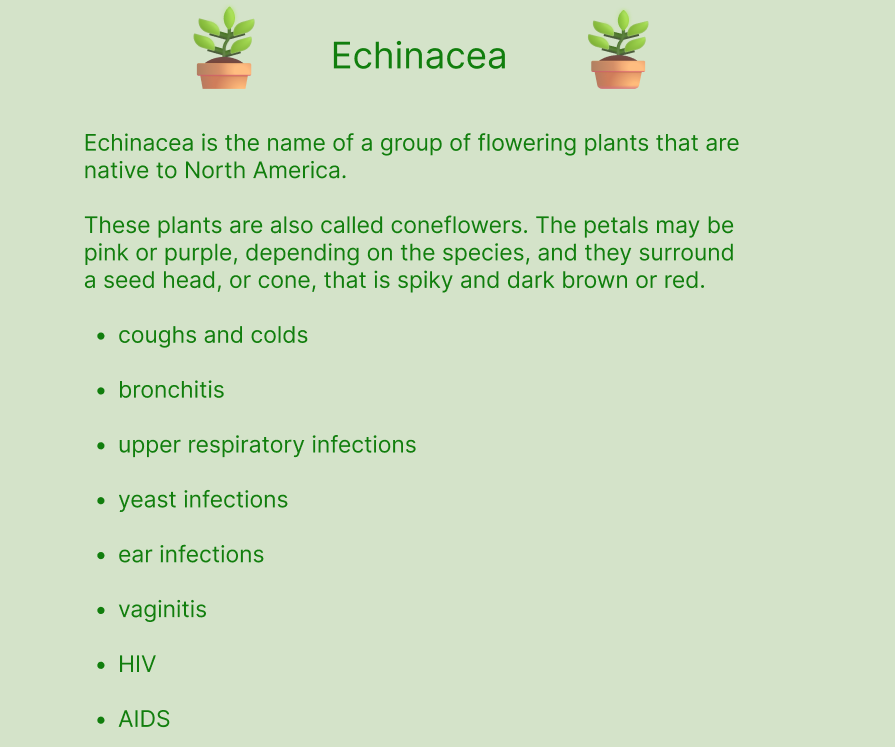 Echinacea
Echinacea is the name of a group of flowering plants that are
native to North America.
These plants are also called coneflowers. The petals may be
pink or purple, depending on the species, and they surround
a seed head, or cone, that is spiky and dark brown or red.
• coughs and colds
• bronchitis
• upper respiratory infections
• yeast infections
• ear infections
• vaginitis
• HIV
• AIDS